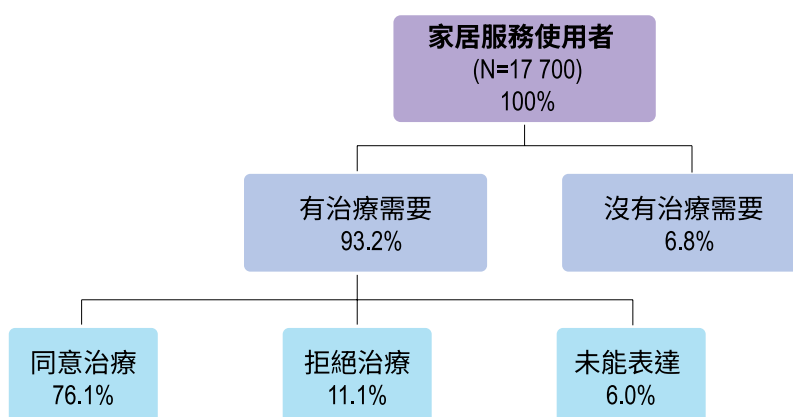 家居服務使用者
(N=17 700)
100%
有治療需要
93.2%
沒有治療需要
6.8%
同意治療
76.1%
拒絕治療
11.1%
未能表達
6.0%